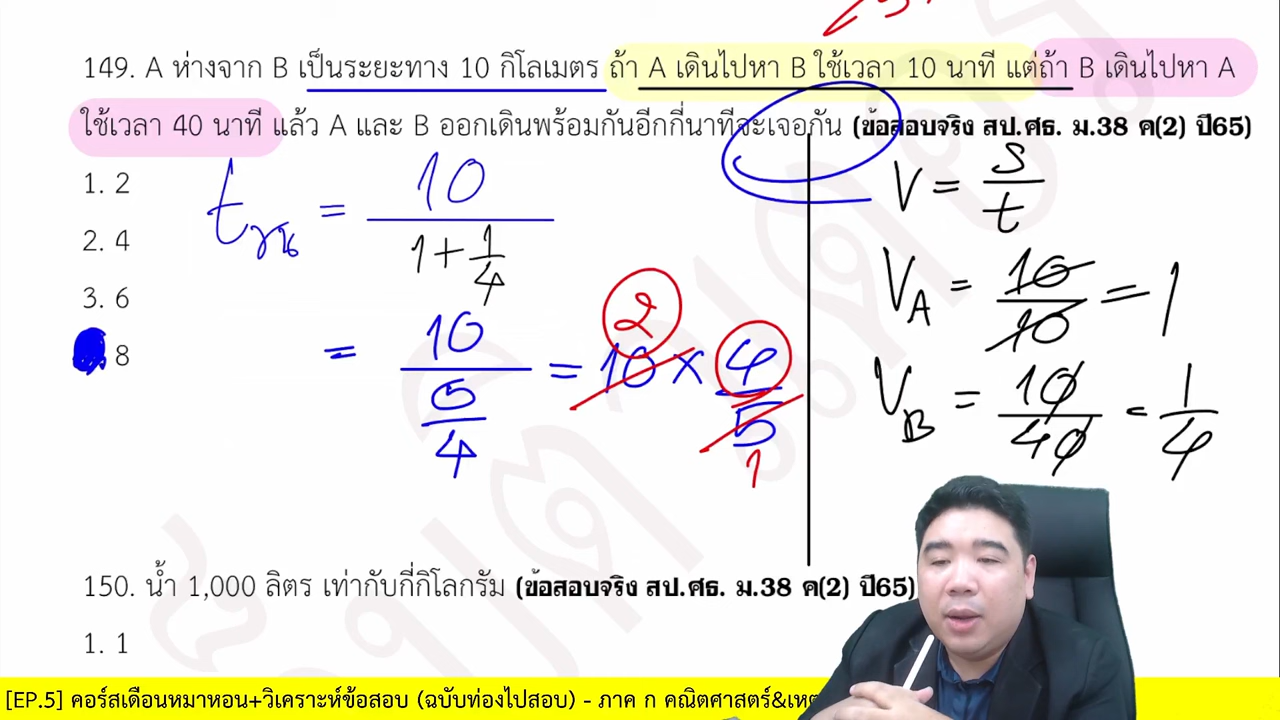 149. A ห่างจาก B เป็นระยะทาง 10 กิโลเมตร ถ้า A เดินไปหา B ใช้เวลา 10 นาที แต่ถ้า B เดินไปหา A
ใช้เวลา 40 นาที แล้ว A และ B ออกเดินพร้อมกันอีกกี่นาทีจะเจอกัน (ข้อสอบจริง สป.ศธ. ม.38 ค(2) ปี65)
1. 2
2. 4
3. 6
8
t = 10 / (1 + 1/4)
= 10 / (5/4) = 10 × 4/5
2
1
V = S/t
V_A = 10/10 = 1
V_B = 10/40 = 1/4
150. น้ำ 1,000 ลิตร เท่ากับกี่กิโลกรัม (ข้อสอบจริง สป.ศธ. ม.38 ค(2) ปี65)
1. 1
[EP.5] คอร์สเดือนหมาหอน+วิเคราะห์ข้อสอบ (ฉบับท่องไปสอบ) - ภาค ก คณิตศาสตร์&เหตุ